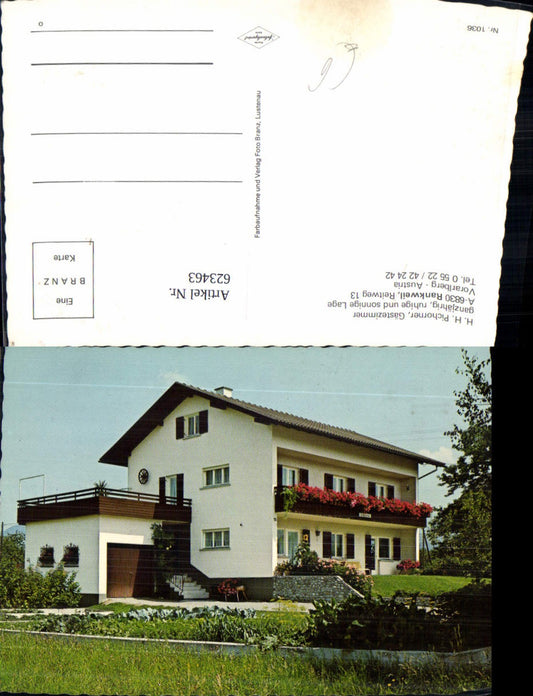 H. H. Pichorner, Gästezimmer
ganzjährig, ruhige und sonnige Lage
A-6830 Rankweil, Reitweg 13
Vorarlberg - Austria
Tel. 0 55 22 / 42 24 42
Artikel Nr.
623463
Eine
BRANZ
Karte
Farbaufnahme und Verlag Foto Branz, Lustenau
Nr. 1036